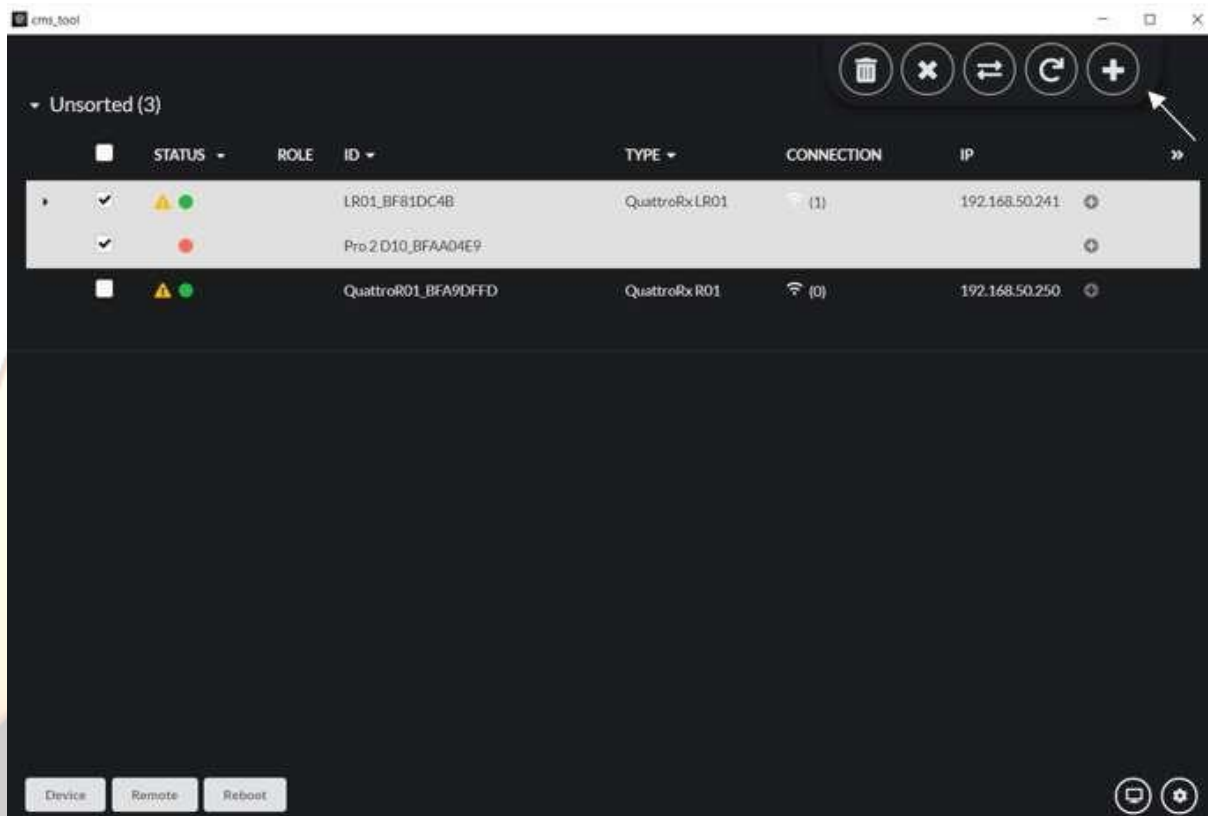 cms_tool
Unsorted (3)
STATUS ROLE ID TYPE CONNECTION IP »
LR01_BF81DC4B QuattroRx LR01 (1) 192.168.50.241
Pro 2 D10_BFAA04E9
QuattroR01_BFA9DFFD QuattroRx R01 (0) 192.168.50.250
Device Remote Reboot